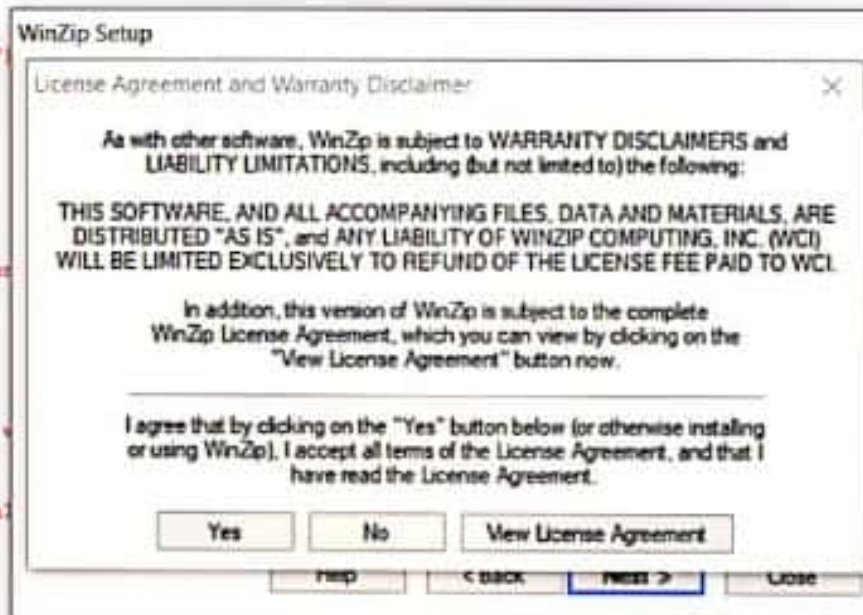 WinZip Setup
License Agreement and Warranty Disclaimer
As with other software, WinZip is subject to WARRANTY DISCLAIMERS and
LIABILITY LIMITATIONS, including (but not limited to) the following:
THIS SOFTWARE, AND ALL ACCOMPANYING FILES, DATA AND MATERIALS, ARE
DISTRIBUTED "AS IS", and ANY LIABILITY OF WINZIP COMPUTING, INC. (WCI)
WILL BE LIMITED EXCLUSIVELY TO REFUND OF THE LICENSE FEE PAID TO WCI.
In addition, this version of WinZip is subject to the complete
WinZip License Agreement, which you can view by clicking on the
"View License Agreement" button now.
I agree that by clicking on the "Yes" button below (or otherwise installing
or using WinZip), I accept all terms of the License Agreement, and that I
have read the License Agreement.
Yes No View License Agreement
Help < Back Next > Close